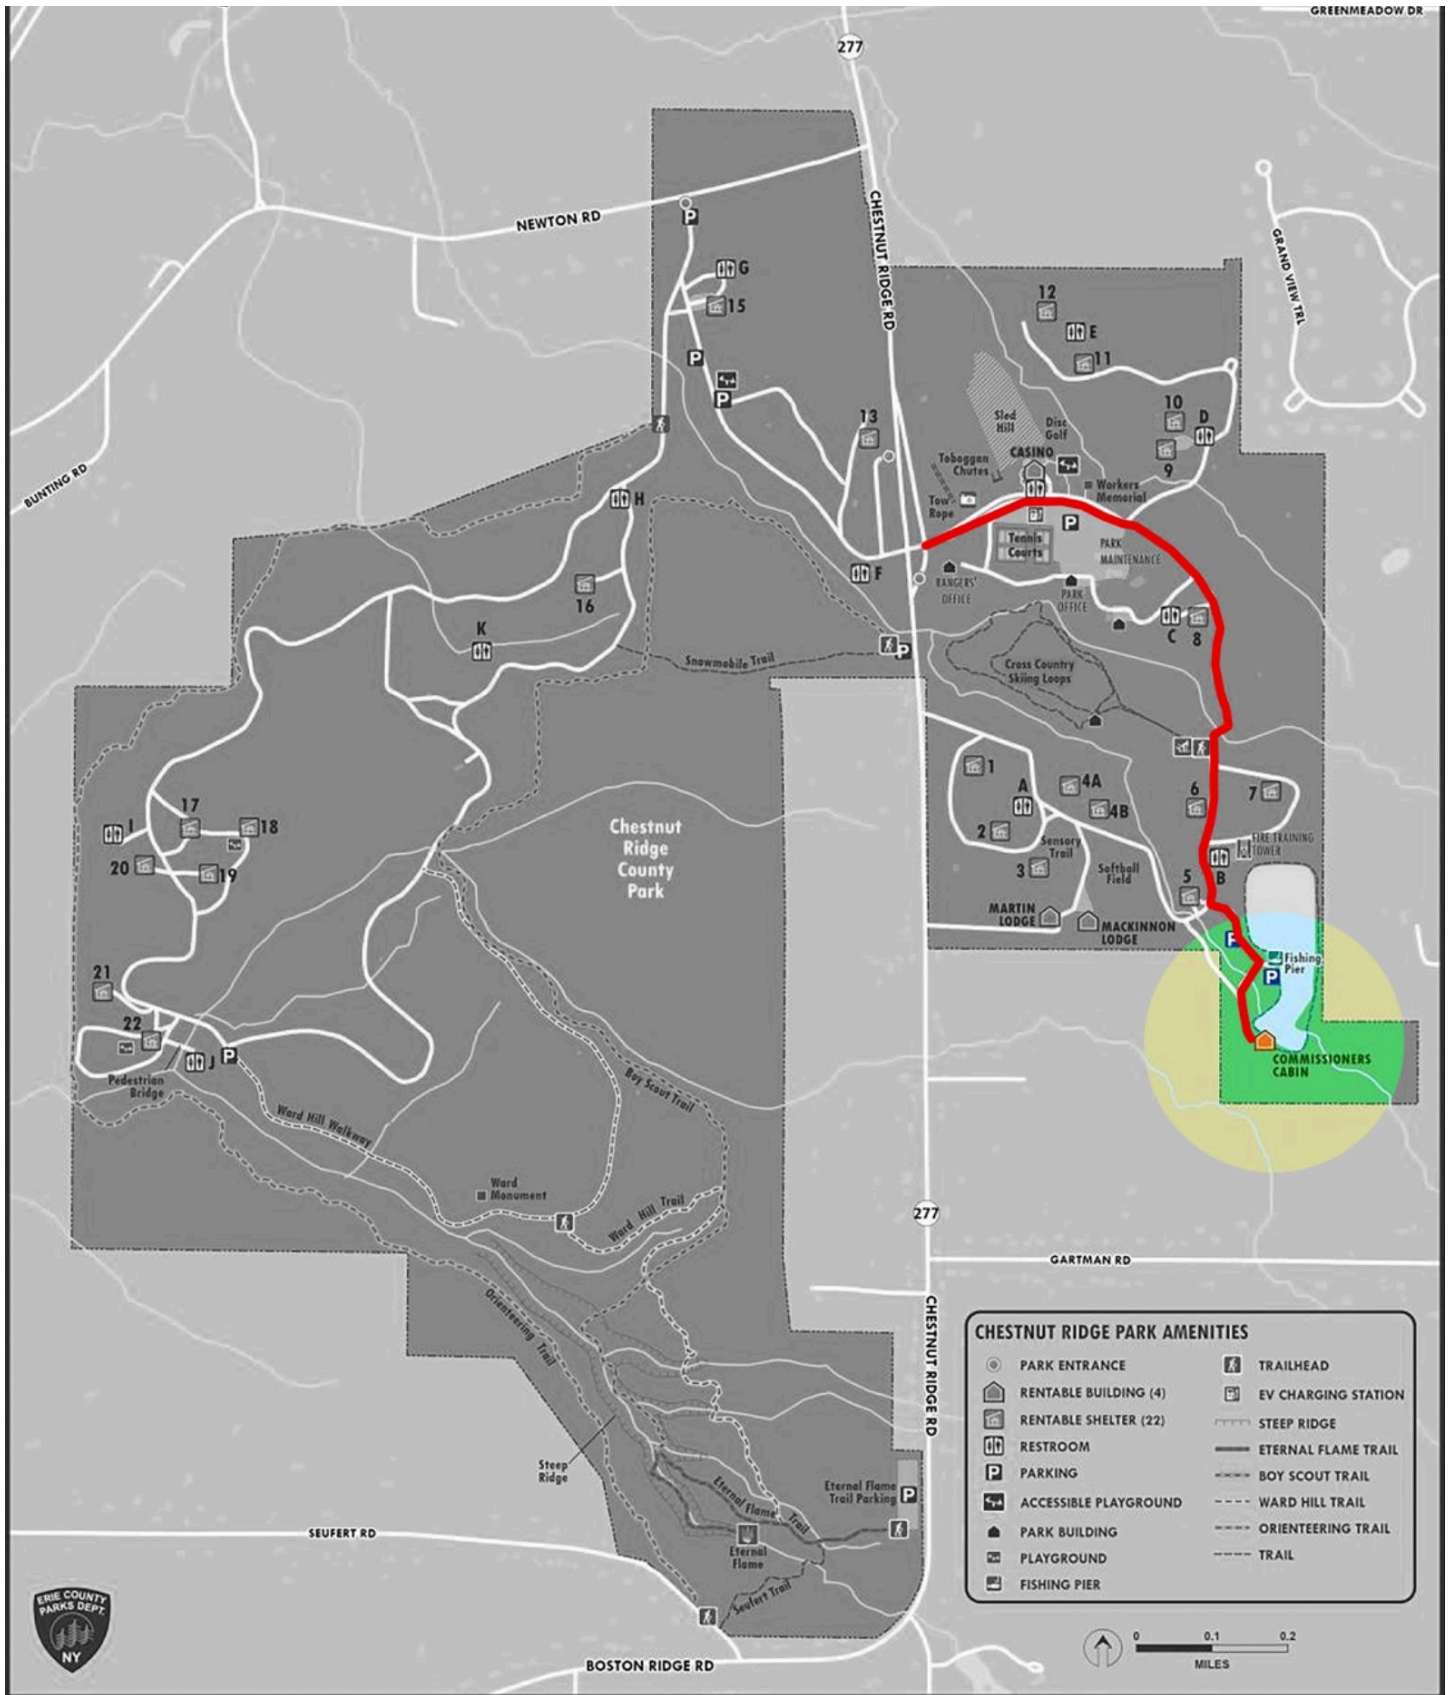 GREENMEADOW DR
277
NEWTON RD
CHESTNUT RIDGE RD
GRAND VIEW TRL
P
G
15
12
E
11
P
P
Sled
Hill
Disc
Golf
10
D
13
9
CASINO
Toboggan
Chutes
Workers
Memorial
Tow
Rope
BUNTING RD
H
P
Tennis
Courts
PARK
MAINTENANCE
F
RANGERS'
OFFICE
PARK
OFFICE
16
C
8
K
Snowmobile Trail
P
Cross Country
Skiing Loops
1
4A
A
4B
6
7
2
Sensory
Trail
3
Softball
Field
FIRE TRAINING
TOWER
B
5
17
I
18
20
19
Chestnut
Ridge
County
Park
MARTIN
LODGE
MACKINNON
LODGE
P
Fishing
Pier
P
21
22
J
P
Pedestrian
Bridge
COMMISSIONERS
CABIN
Boy Scout Trail
Ward Hill Walkway
Ward
Monument
Ward Hill Trail
277
GARTMAN RD
Orienteering Trail
CHESTNUT RIDGE RD
Steep
Ridge
Eternal Flame
Trail Parking
P
Eternal Flame Trail
Eternal
Flame
SEUFERT RD
Seufert Trail
BOSTON RIDGE RD
CHESTNUT RIDGE PARK AMENITIES
PARK ENTRANCE
RENTABLE BUILDING (4)
RENTABLE SHELTER (22)
RESTROOM
P PARKING
ACCESSIBLE PLAYGROUND
PARK BUILDING
PLAYGROUND
FISHING PIER
TRAILHEAD
EV CHARGING STATION
STEEP RIDGE
ETERNAL FLAME TRAIL
BOY SCOUT TRAIL
WARD HILL TRAIL
ORIENTEERING TRAIL
TRAIL
0 0.1 0.2
MILES
ERIE COUNTY
PARKS DEPT.
NY